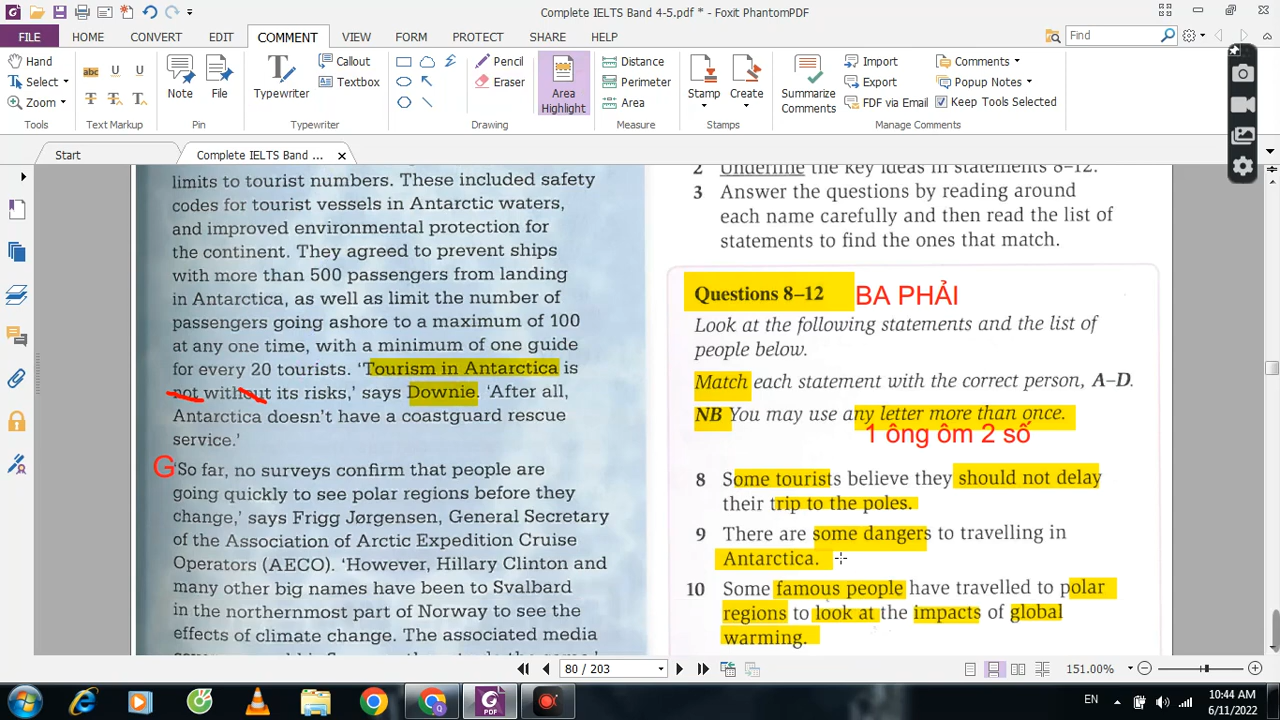 Complete IELTS Band 4-5.pdf * - Foxit PhantomPDF
FILE HOME CONVERT EDIT COMMENT VIEW FORM PROTECT SHARE HELP Find
Hand
Select
Zoom
Tools
abc U U
T T T
Text Markup
Note File
Pin
Typewriter
Callout
Textbox
Typewriter
Pencil
Eraser
Drawing
Area Highlight
Distance
Perimeter
Area
Measure
Stamp Create
Stamps
Summarize Comments
Import
Export
FDF via Email
Comments
Popup Notes
Keep Tools Selected
Manage Comments
Start Complete IELTS Band ...
limits to tourist numbers. These included safety
codes for tourist vessels in Antarctic waters,
and improved environmental protection for
the continent. They agreed to prevent ships
with more than 500 passengers from landing
in Antarctica, as well as limit the number of
passengers going ashore to a maximum of 100
at any one time, with a minimum of one guide
for every 20 tourists. ‘Tourism in Antarctica is
not without its risks,’ says Downie. ‘After all,
Antarctica doesn’t have a coastguard rescue
service.’
G ‘So far, no surveys confirm that people are
going quickly to see polar regions before they
change,’ says Frigg Jørgensen, General Secretary
of the Association of Arctic Expedition Cruise
Operators (AECO). ‘However, Hillary Clinton and
many other big names have been to Svalbard
in the northernmost part of Norway to see the
effects of climate change. The associated media
2 Underline the key ideas in statements 8–12.
3 Answer the questions by reading around
each name carefully and then read the list of
statements to find the ones that match.
Questions 8–12 BA PHẢI
Look at the following statements and the list of
people below.
Match each statement with the correct person, A–D.
NB You may use any letter more than once.
1 ông ôm 2 số
8 Some tourists believe they should not delay
their trip to the poles.
9 There are some dangers to travelling in
Antarctica.
10 Some famous people have travelled to polar
regions to look at the impacts of global
warming.
80 / 203
151.00%
EN
10:44 AM
6/11/2022